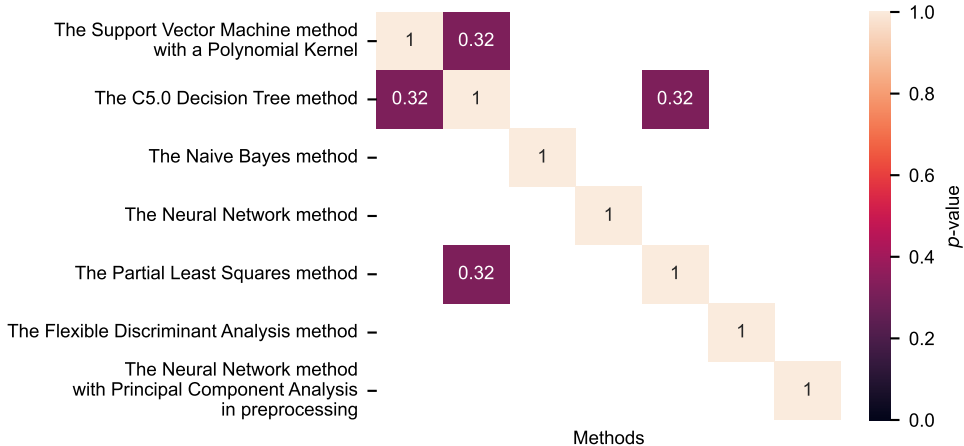 The Support Vector Machine method
with a Polynomial Kernel
1
0.32
The C5.0 Decision Tree method
0.32
1
0.32
The Naive Bayes method
1
The Neural Network method
1
The Partial Least Squares method
0.32
1
The Flexible Discriminant Analysis method
1
The Neural Network method
with Principal Component Analysis
in preprocessing
1
Methods
1.0
0.8
0.6
0.4
0.2
0.0
p-value